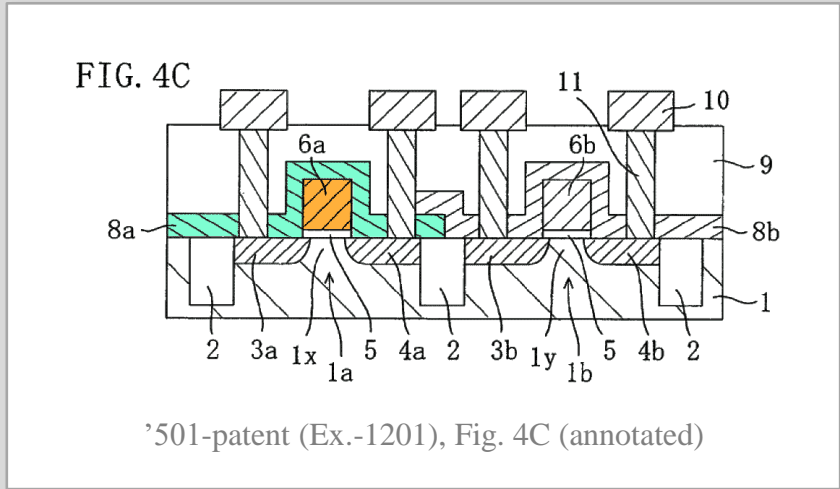 FIG. 4C
11
10
6a
6b
9
8a
8b
2
3a
1x
1a
5
4a
2
3b
1y
1b
5
4b
2
1
’501-patent (Ex.-1201), Fig. 4C (annotated)